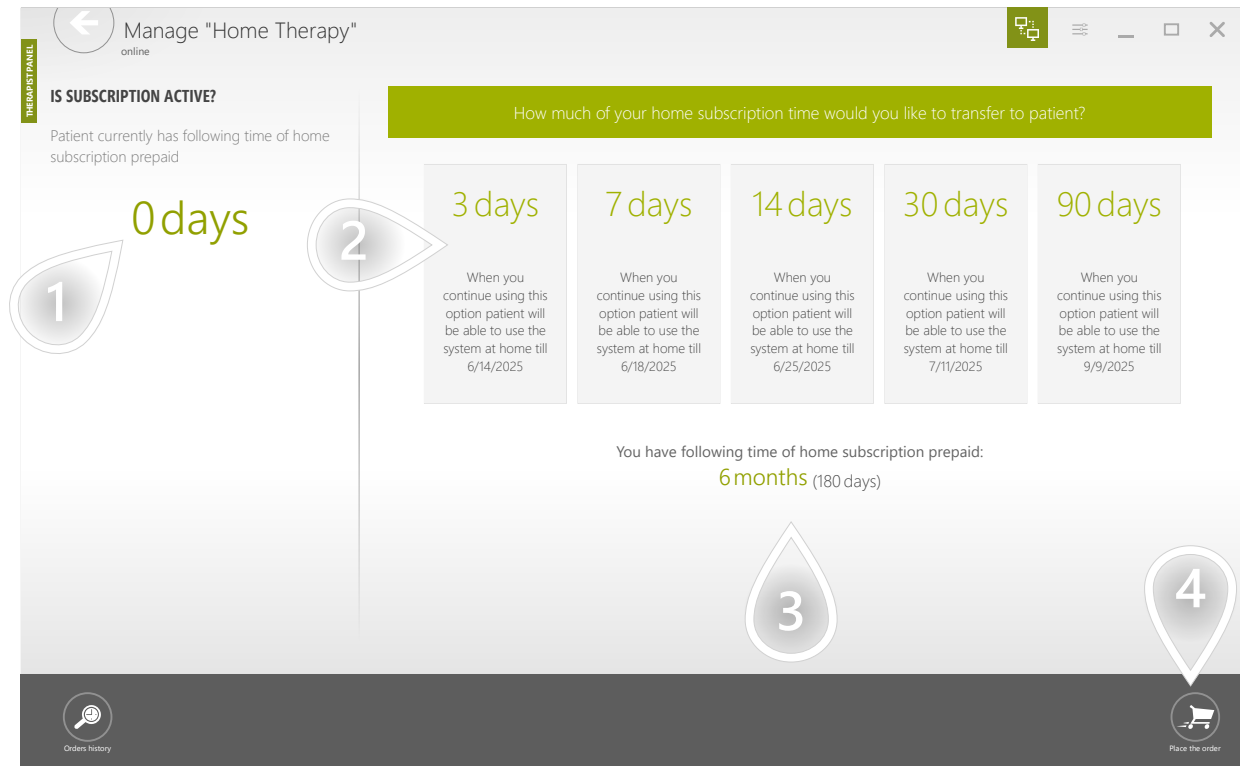 Manage "Home Therapy"
online
THERAPIST PANEL
IS SUBSCRIPTION ACTIVE?
Patient currently has following time of home
subscription prepaid
0 days
1
How much of your home subscription time would you like to transfer to patient?
2
3 days
When you
continue using this
option patient will
be able to use the
system at home till
6/14/2025
7 days
When you
continue using this
option patient will
be able to use the
system at home till
6/18/2025
14 days
When you
continue using this
option patient will
be able to use the
system at home till
6/25/2025
30 days
When you
continue using this
option patient will
be able to use the
system at home till
7/11/2025
90 days
When you
continue using this
option patient will
be able to use the
system at home till
9/9/2025
You have following time of home subscription prepaid:
6 months (180 days)
3
4
Orders history
Place the order